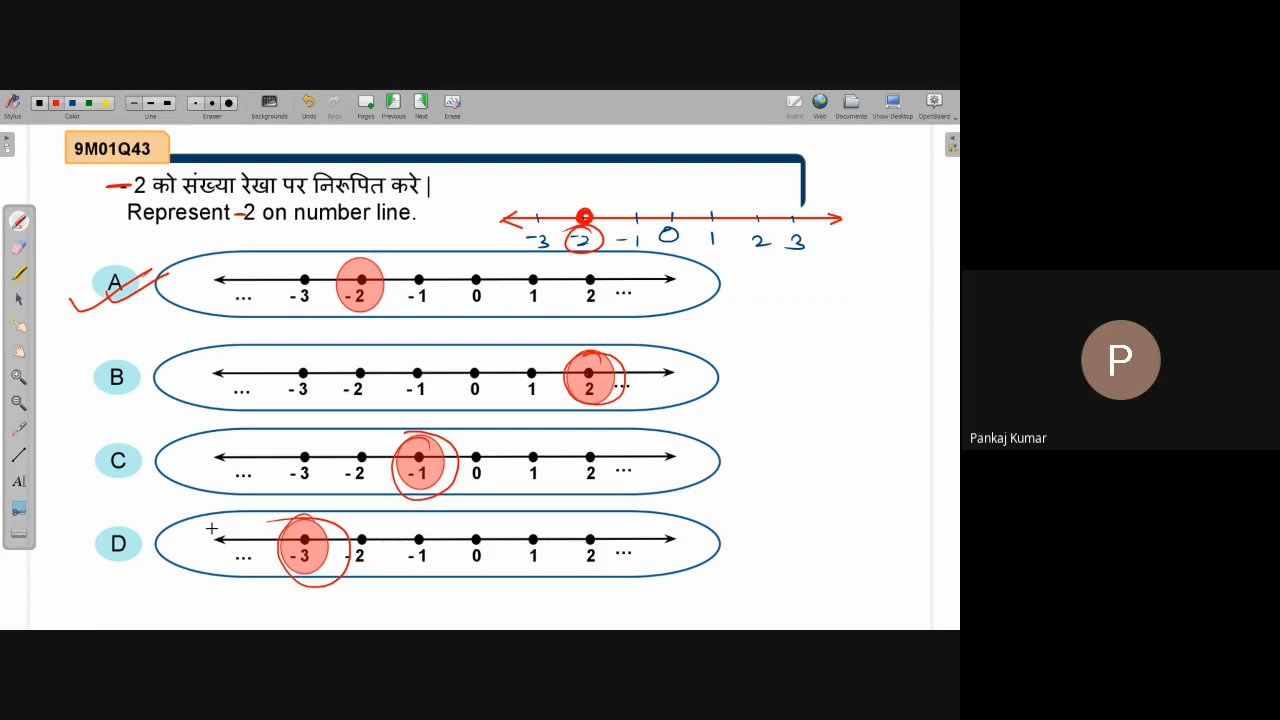 Stylus Color Line Eraser Backgrounds Undo Redo Pages Previous Next Erase Board Web Documents Show Desktop OpenBoard
9M01Q43
- 2 को संख्या रेखा पर निरूपित करे |
Represent -2 on number line.
-3 -2 -1 0 1 2 3
A
... - 3 - 2 - 1 0 1 2 ...
B
... - 3 - 2 - 1 0 1 2 ...
C
... - 3 - 2 - 1 0 1 2 ...
D
... - 3 - 2 - 1 0 1 2 ...
P
Pankaj Kumar